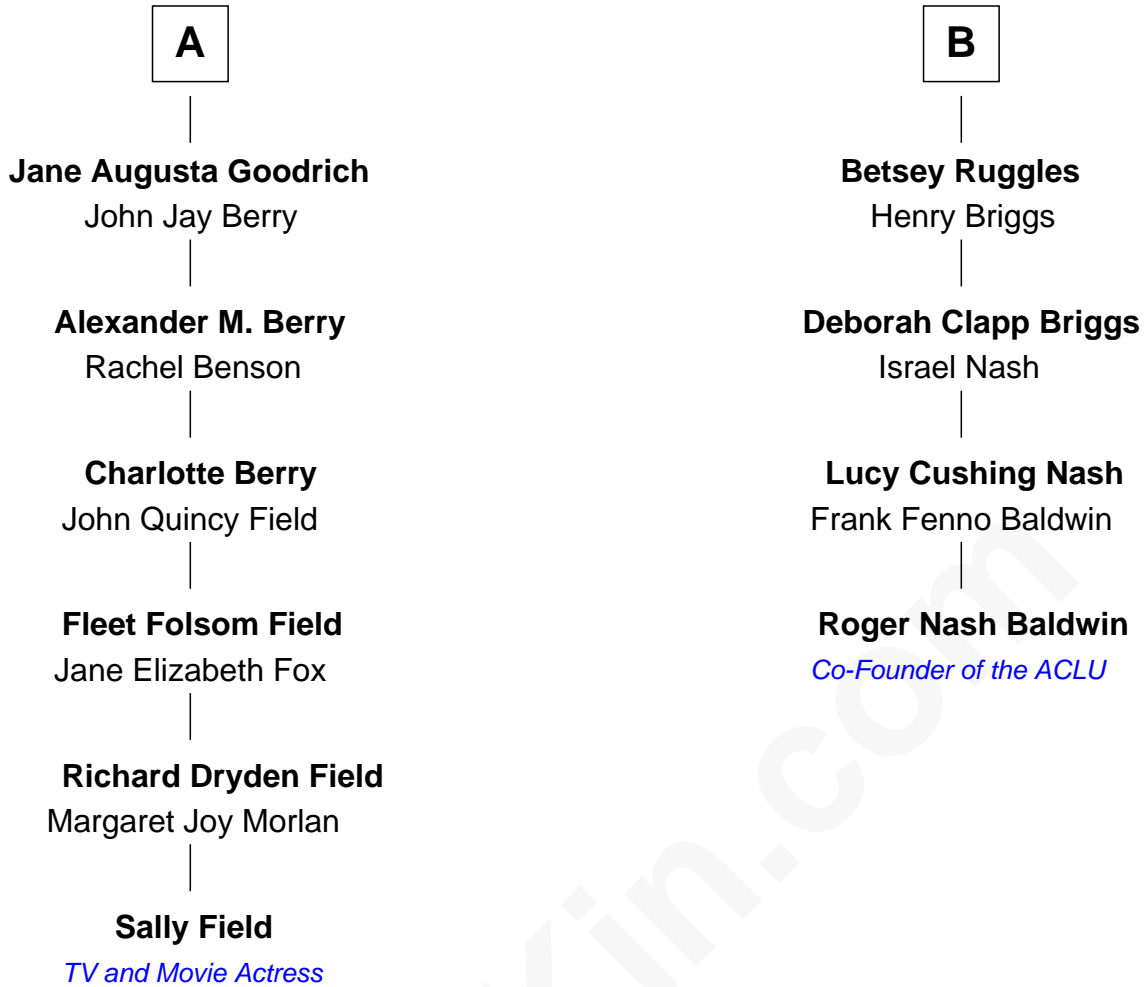 A
Jane Augusta Goodrich
John Jay Berry
Alexander M. Berry
Rachel Benson
Charlotte Berry
John Quincy Field
Fleet Folsom Field
Jane Elizabeth Fox
Richard Dryden Field
Margaret Joy Morlan
Sally Field
TV and Movie Actress
B
Betsey Ruggles
Henry Briggs
Deborah Clapp Briggs
Israel Nash
Lucy Cushing Nash
Frank Fenno Baldwin
Roger Nash Baldwin
Co-Founder of the ACLU